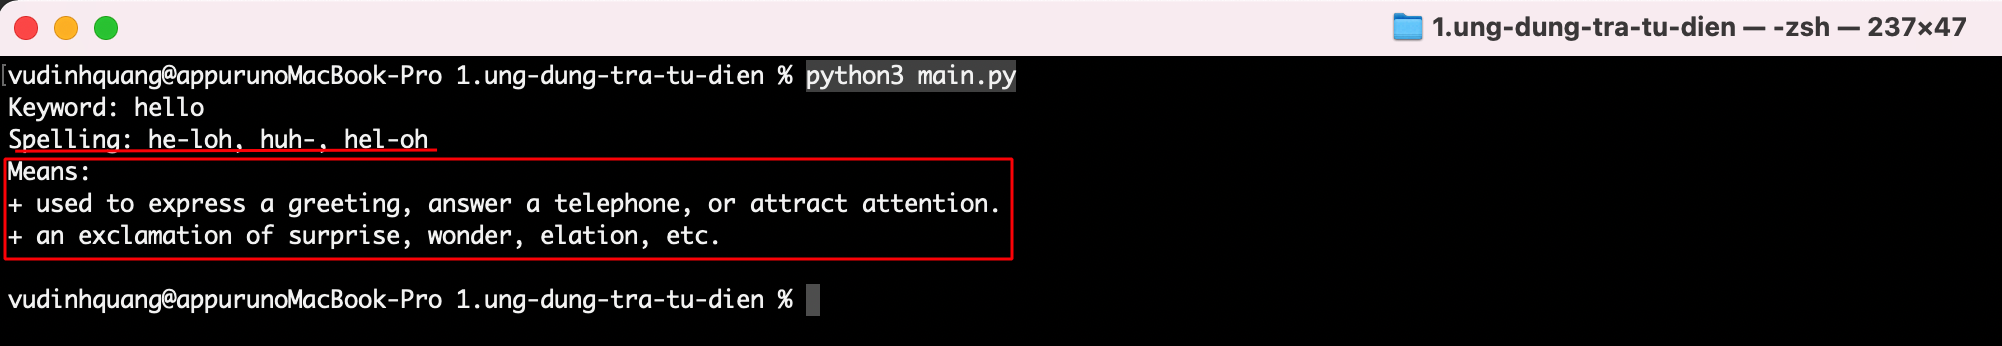 1.ung-dung-tra-tu-dien — -zsh — 237×47
[vudinhquang@appurunoMacBook-Pro 1.ung-dung-tra-tu-dien % python3 main.py
Keyword: hello
Spelling: he-loh, huh-, hel-oh
Means:
+ used to express a greeting, answer a telephone, or attract attention.
+ an exclamation of surprise, wonder, elation, etc.
vudinhquang@appurunoMacBook-Pro 1.ung-dung-tra-tu-dien %